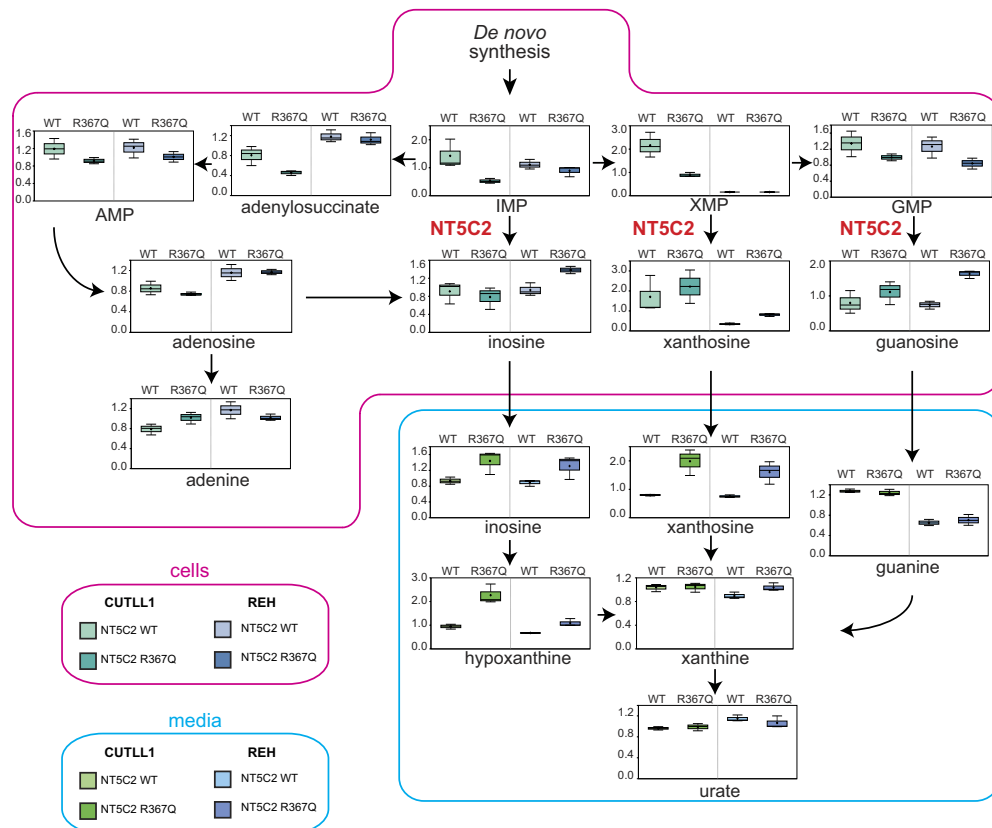 De novo
synthesis
WT R367Q WT R367Q
1.6
1.2
0.8
0.4
0.0
AMP
WT R367Q WT R367Q
1.2
0.8
0.4
0.0
adenylosuccinate
WT R367Q WT R367Q
2.0
1.0
0.0
IMP
WT R367Q WT R367Q
3.0
2.0
1.0
0.0
XMP
WT R367Q WT R367Q
1.6
1.2
0.8
0.4
0.0
GMP
NT5C2
NT5C2
NT5C2
WT R367Q WT R367Q
1.2
0.8
0.4
0.0
adenosine
WT R367Q WT R367Q
1.6
1.2
0.8
0.4
0.0
inosine
WT R367Q WT R367Q
3.0
2.0
1.0
0.0
xanthosine
WT R367Q WT R367Q
2.0
1.0
0.0
guanosine
WT R367Q WT R367Q
1.2
0.8
0.4
0.0
adenine
WT R367Q WT R367Q
1.6
1.2
0.8
0.4
0.0
inosine
WT R367Q WT R367Q
2.0
1.0
0.0
xanthosine
WT R367Q WT R367Q
1.2
0.8
0.4
0.0
guanine
WT R367Q WT R367Q
3.0
2.0
1.0
0.0
hypoxanthine
WT R367Q WT R367Q
1.2
0.8
0.4
0.0
xanthine
WT R367Q WT R367Q
1.2
0.8
0.4
0.0
urate
cells
CUTLL1 REH
NT5C2 WT NT5C2 WT
NT5C2 R367Q NT5C2 R367Q
media
CUTLL1 REH
NT5C2 WT NT5C2 WT
NT5C2 R367Q NT5C2 R367Q